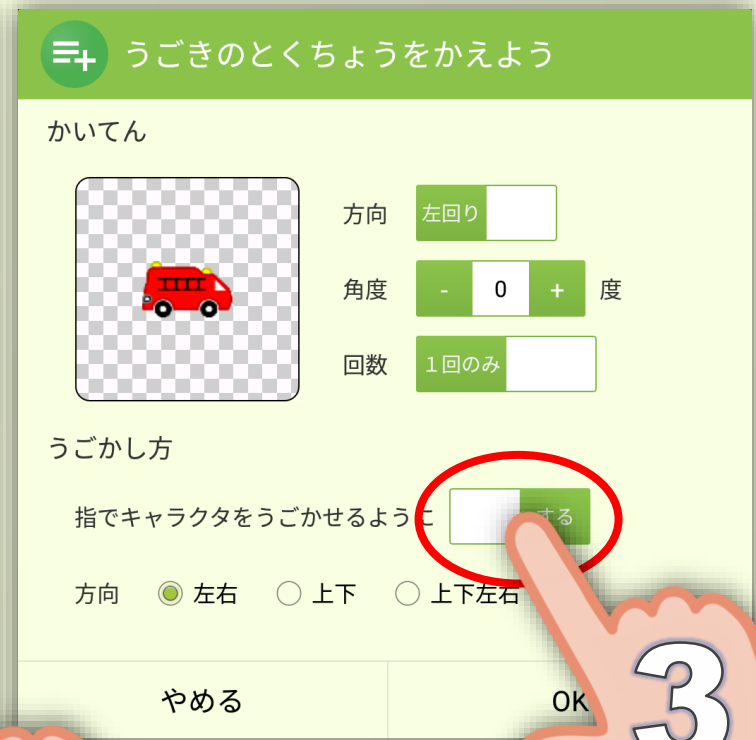 うごきのとくちょうをかえよう
かいてん
方向 左回り
角度 - 0 + 度
回数 1回のみ
うごかし方
指でキャラクタをうごかせるように する
方向 左右 上下 上下左右
やめる OK
3